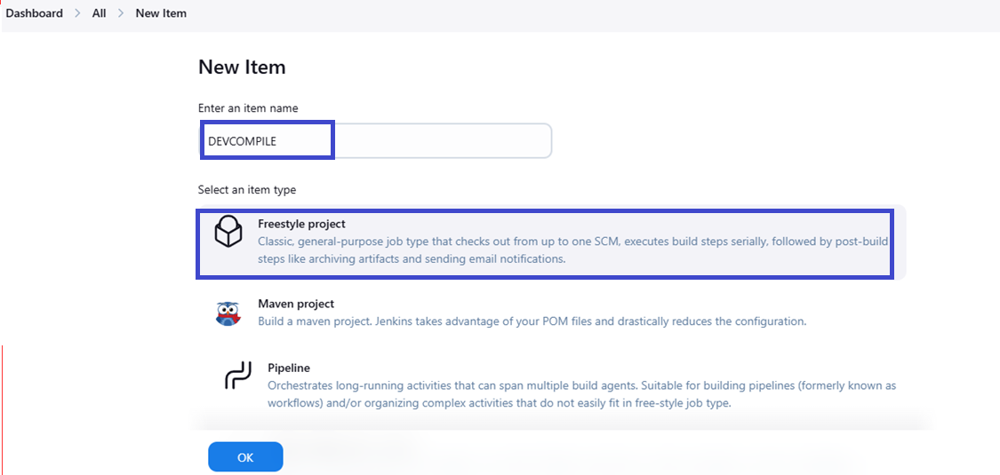 Dashboard > All > New Item
New Item
Enter an item name
DEVCOMPILE
Select an item type
Freestyle project
Classic, general-purpose job type that checks out from up to one SCM, executes build steps serially, followed by post-build
steps like archiving artifacts and sending email notifications.
Maven project
Build a maven project. Jenkins takes advantage of your POM files and drastically reduces the configuration.
Pipeline
Orchestrates long-running activities that can span multiple build agents. Suitable for building pipelines (formerly known as
workflows) and/or organizing complex activities that do not easily fit in free-style job type.
OK